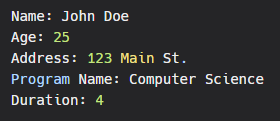 Name: John Doe
Age: 25
Address: 123 Main St.
Program Name: Computer Science
Duration: 4